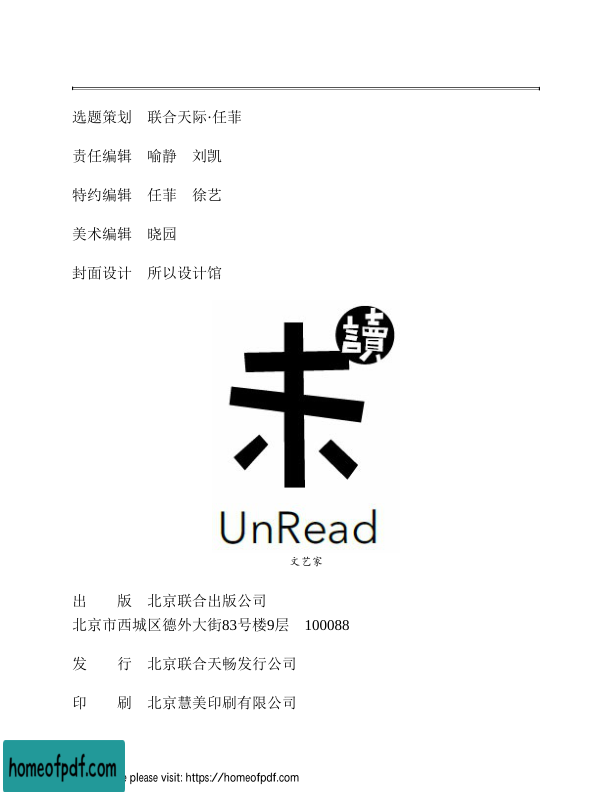 选题策划　联合天际·任菲
责任编辑　喻静　刘凯
特约编辑　任菲　徐艺
美术编辑　晓园
封面设计　所以设计馆
未
讀
UnRead
文艺家
出　　版　北京联合出版公司
北京市西城区德外大街83号楼9层　100088
发　　行　北京联合天畅发行公司
印　　刷　北京慧美印刷有限公司
homeofpdf.com
please visit: https://homeofpdf.com